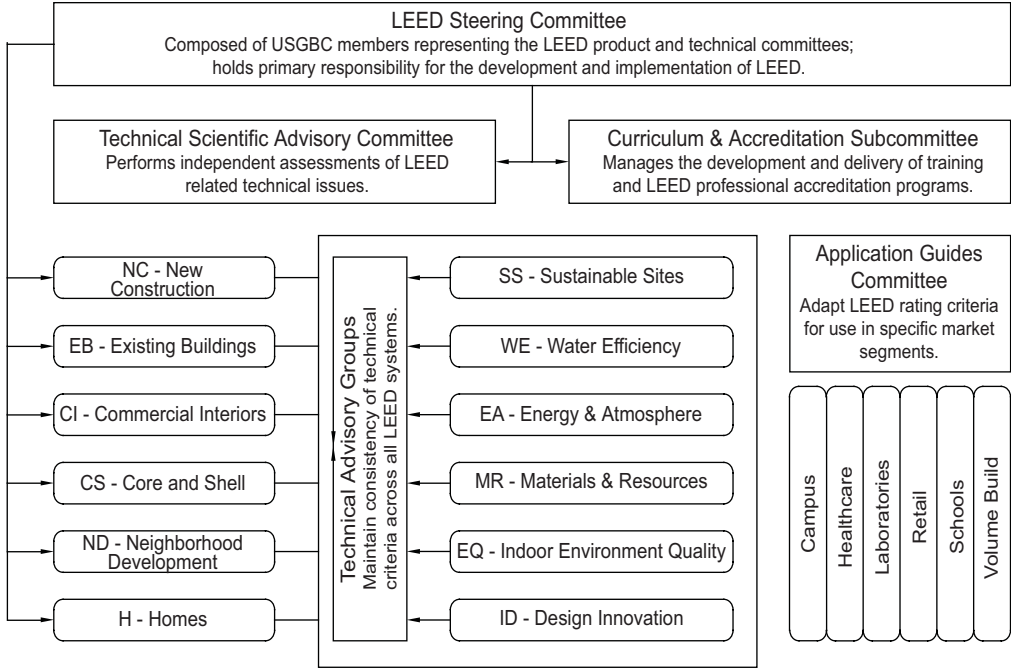 LEED Steering Committee
Composed of USGBC members representing the LEED product and technical committees;
holds primary responsibility for the development and implementation of LEED.
Technical Scientific Advisory Committee
Performs independent assessments of LEED
related technical issues.
Curriculum & Accreditation Subcommittee
Manages the development and delivery of training
and LEED professional accreditation programs.
NC - New
Construction
EB - Existing Buildings
CI - Commercial Interiors
CS - Core and Shell
ND - Neighborhood
Development
H - Homes
Technical Advisory Groups
Maintain consistency of technical
criteria across all LEED systems.
SS - Sustainable Sites
WE - Water Efficiency
EA - Energy & Atmosphere
MR - Materials & Resources
EQ - Indoor Environment Quality
ID - Design Innovation
Application Guides
Committee
Adapt LEED rating criteria
for use in specific market
segments.
Campus
Healthcare
Laboratories
Retail
Schools
Volume Build